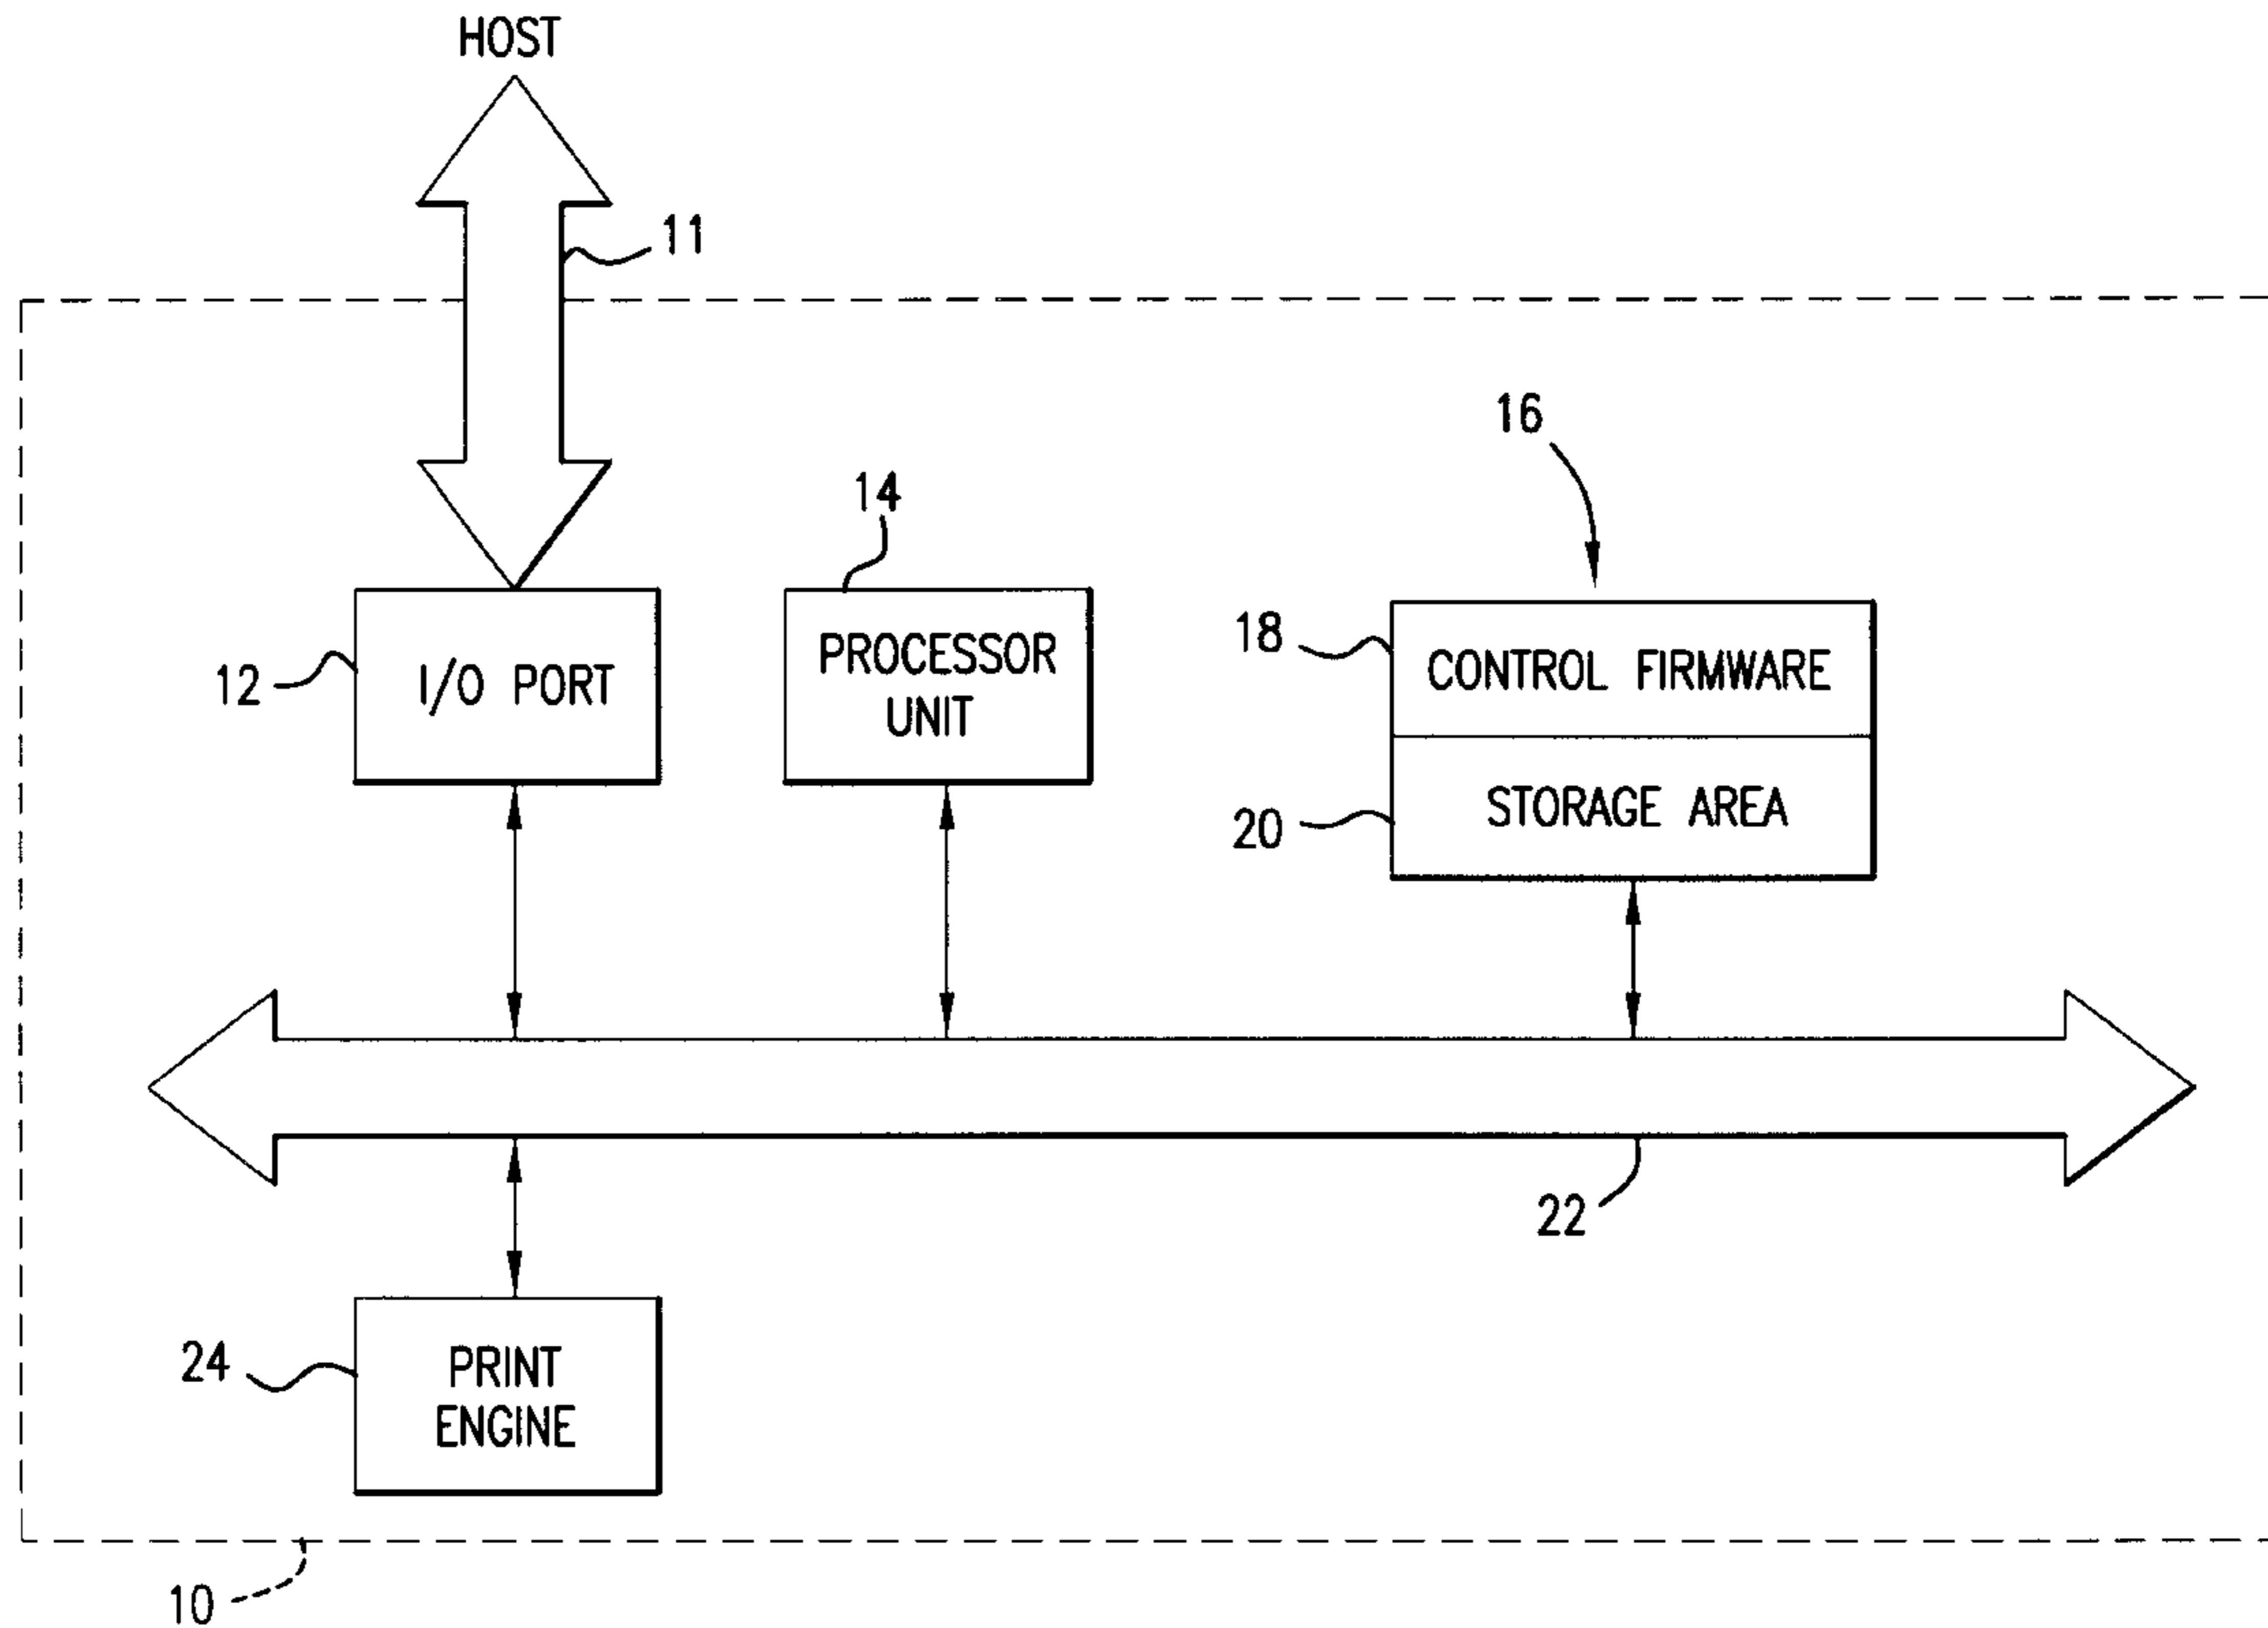 HOST
11
16
14
18
12
I/O PORT
PROCESSOR
UNIT
CONTROL FIRMWARE
20
STORAGE AREA
22
24
PRINT
ENGINE
10